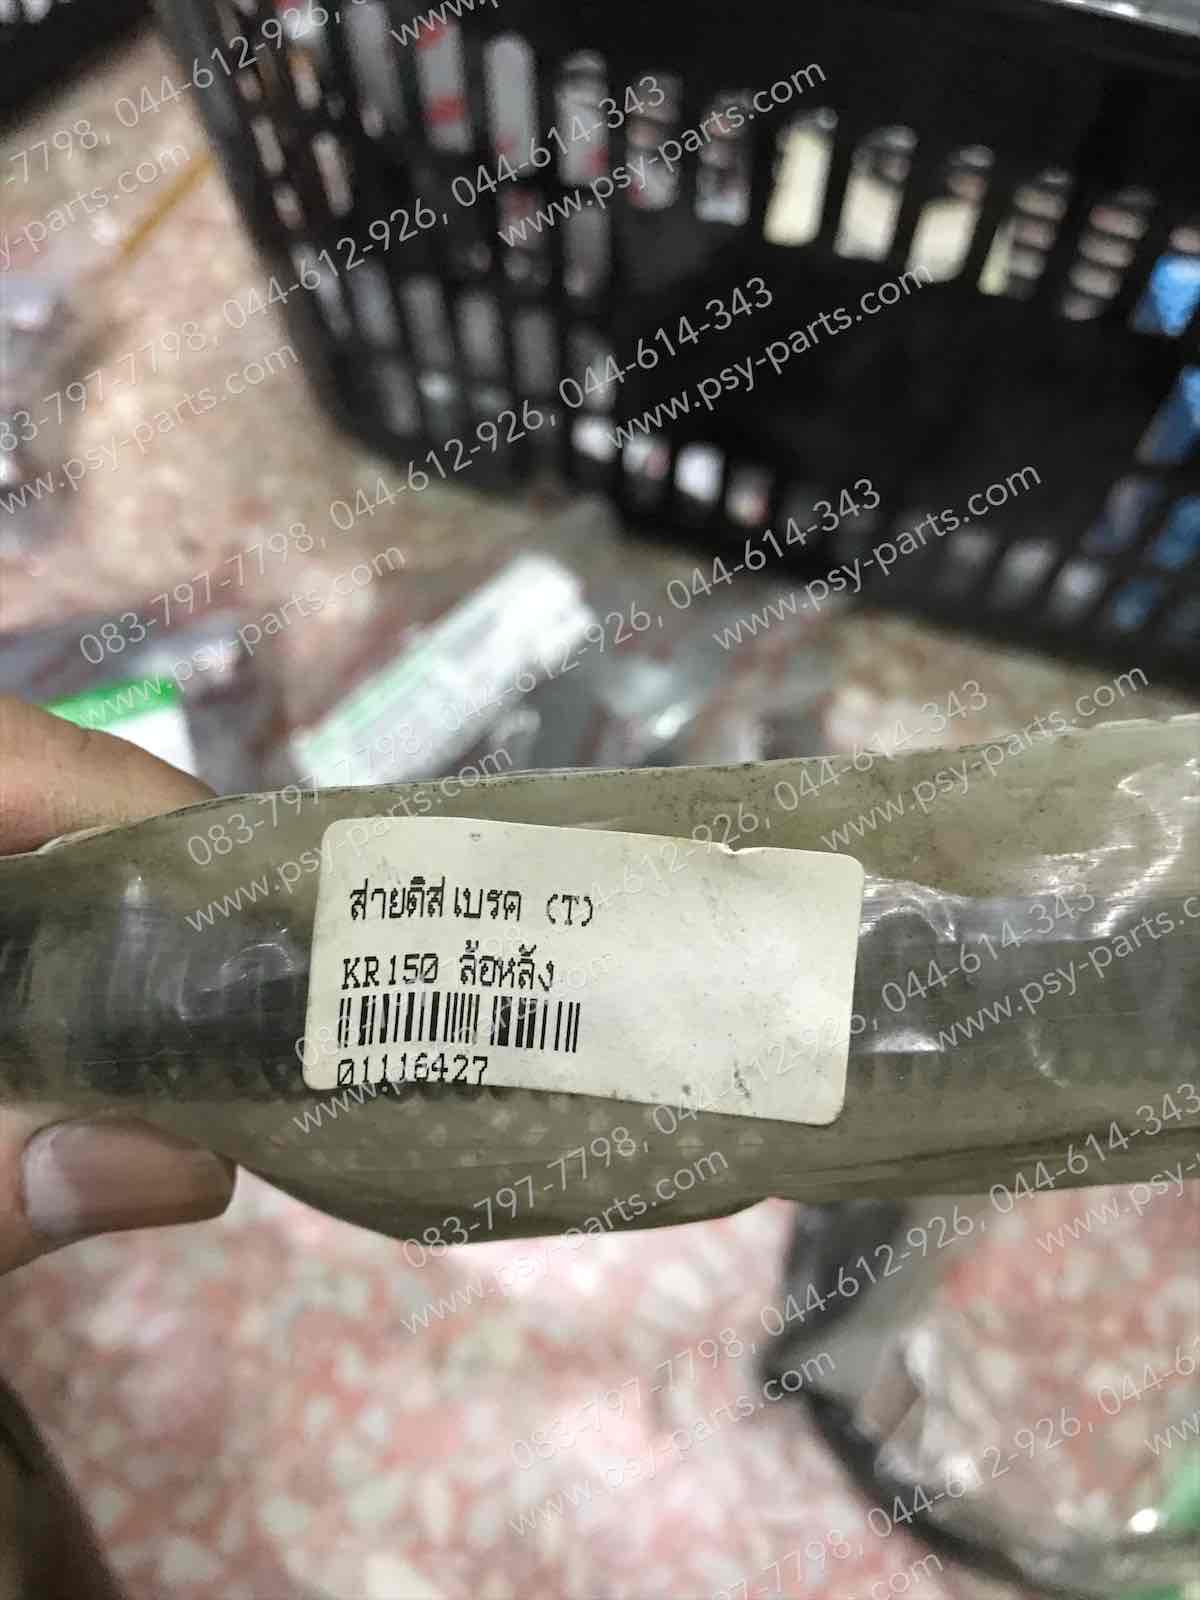 สายดิส เบรค (T)
KR150 ล้อหลัง
01116427
083-797-7798, 044-612-926, 044-614-343
www.psy-parts.com